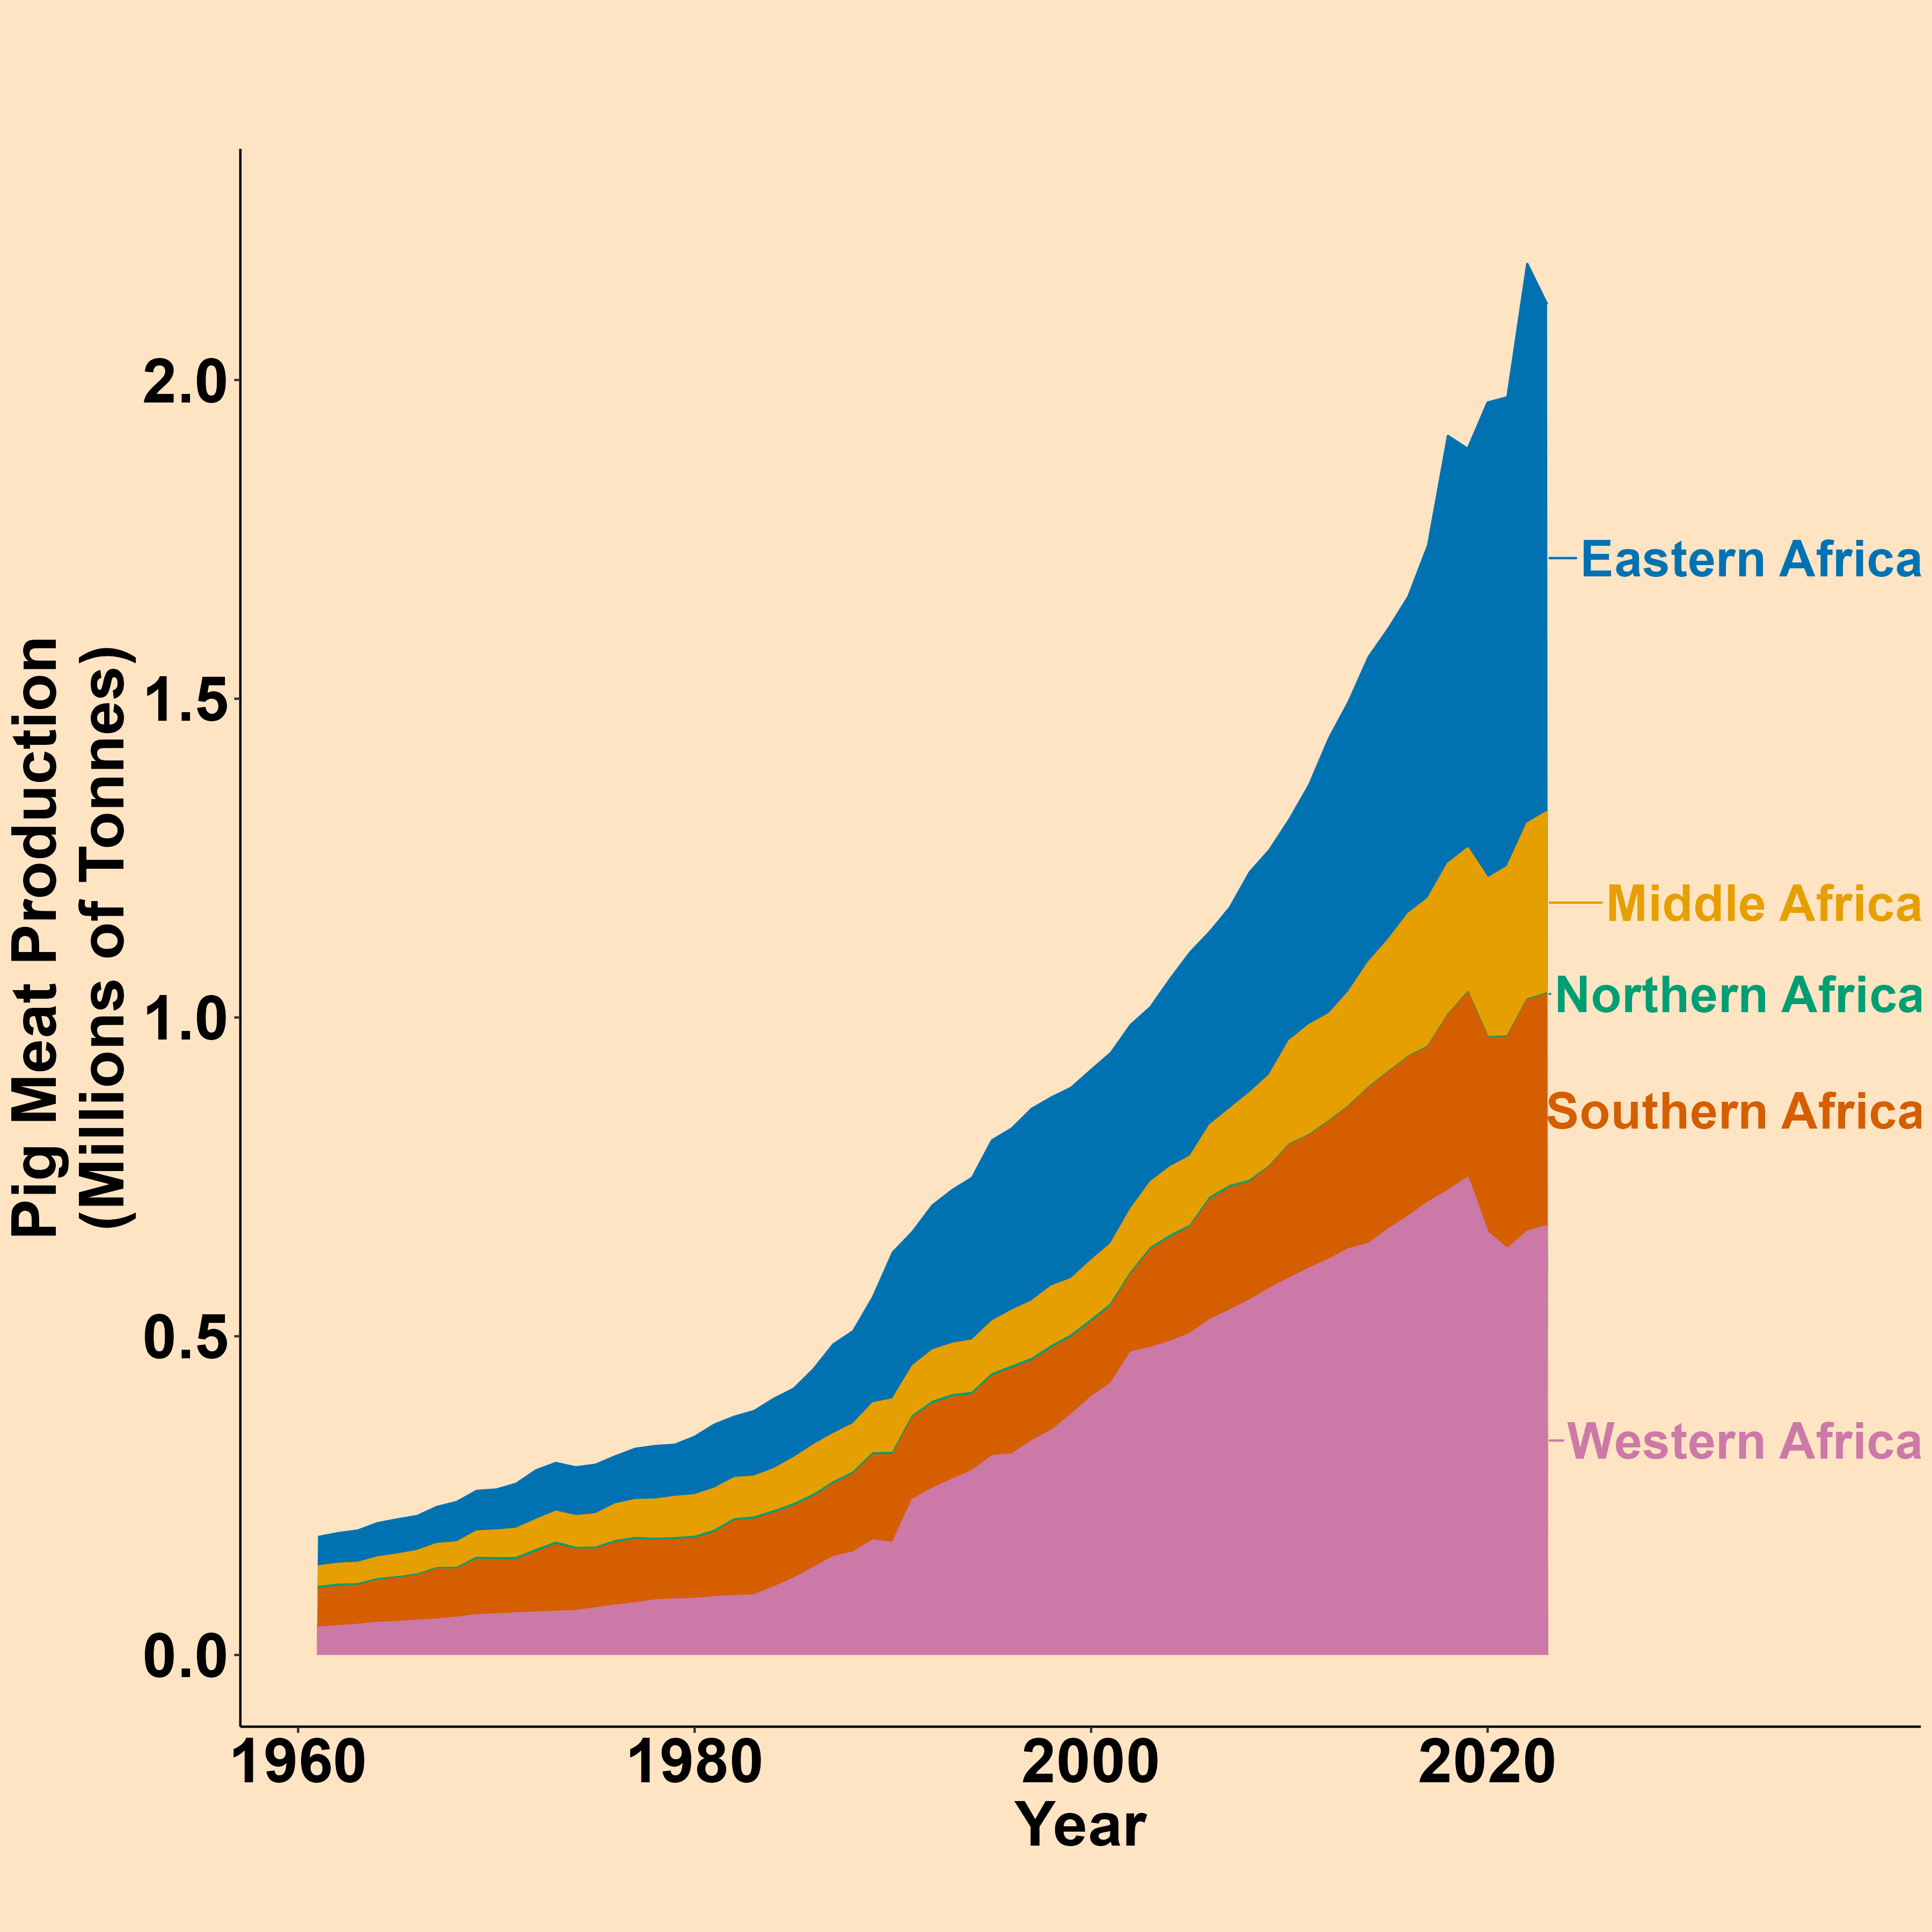 Pig Meat Production
(Millions of Tonnes)
2.0
1.5
1.0
0.5
0.0
1960
1980
2000
2020
Year
Eastern Africa
Middle Africa
Northern Africa
Southern Africa
Western Africa